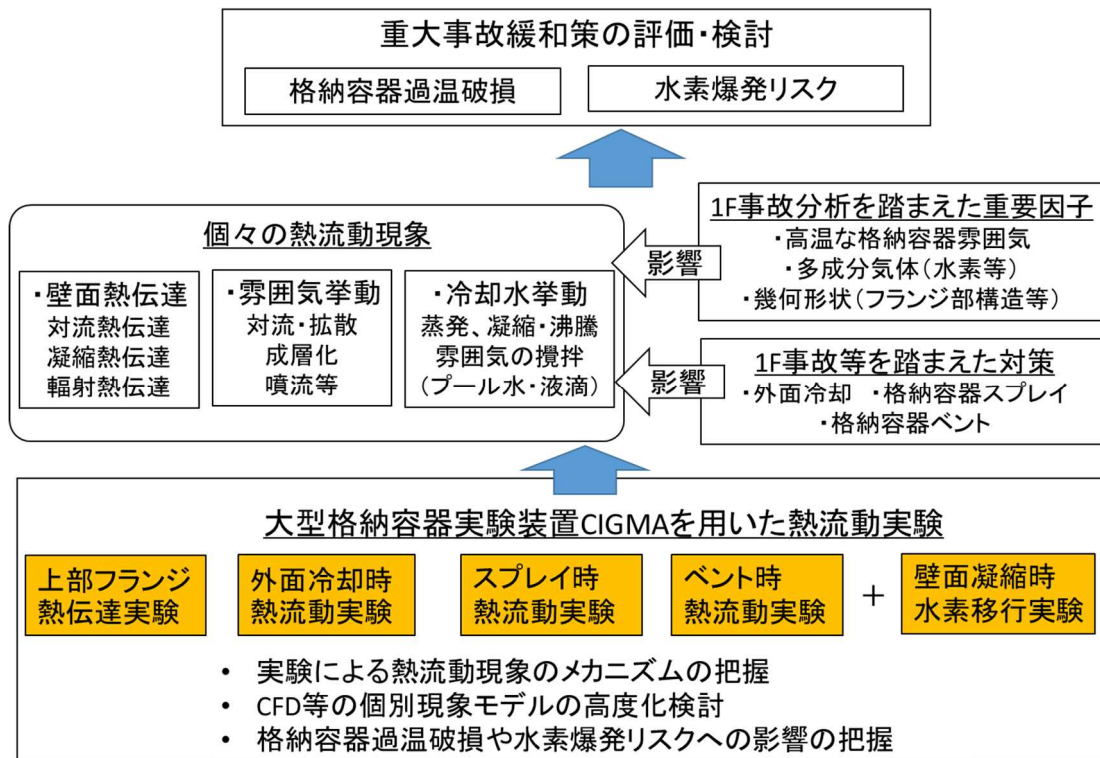 重大事故緩和策の評価・検討
格納容器過温破損
水素爆発リスク
個々の熱流動現象
・壁面熱伝達
対流熱伝達
凝縮熱伝達
輻射熱伝達
・雰囲気挙動
対流・拡散
成層化
噴流等
・冷却水挙動
蒸発、凝縮・沸騰
雰囲気の攪拌
(プール水・液滴)
影響
1F事故分析を踏まえた重要因子
・高温な格納容器雰囲気
・多成分気体(水素等)
・幾何形状(フランジ部構造等)
影響
1F事故等を踏まえた対策
・外面冷却 ・格納容器スプレイ
・格納容器ベント
大型格納容器実験装置CIGMAを用いた熱流動実験
上部フランジ
熱伝達実験
外面冷却時
熱流動実験
スプレイ時
熱流動実験
ベント時
熱流動実験
+
壁面凝縮時
水素移行実験
• 実験による熱流動現象のメカニズムの把握
• CFD等の個別現象モデルの高度化検討
• 格納容器過温破損や水素爆発リスクへの影響の把握